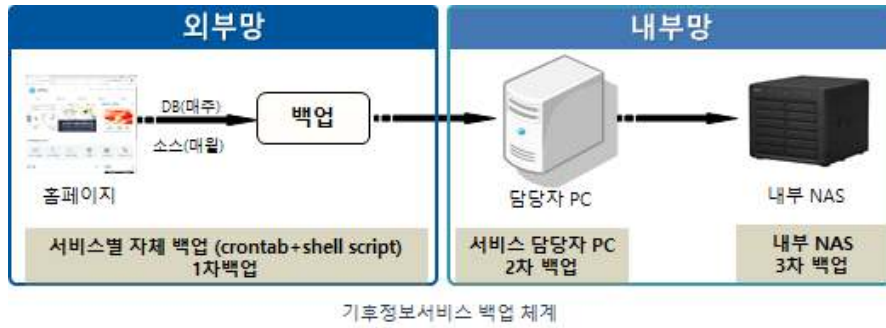 외부망
내부망
DB(매주)
소스(매월)
백업
홈페이지
담당자 PC
내부 NAS
서비스별 자체 백업 (crontab+shell script)
1차백업
서비스 담당자 PC
2차 백업
내부 NAS
3차 백업
기후정보서비스 백업 체계